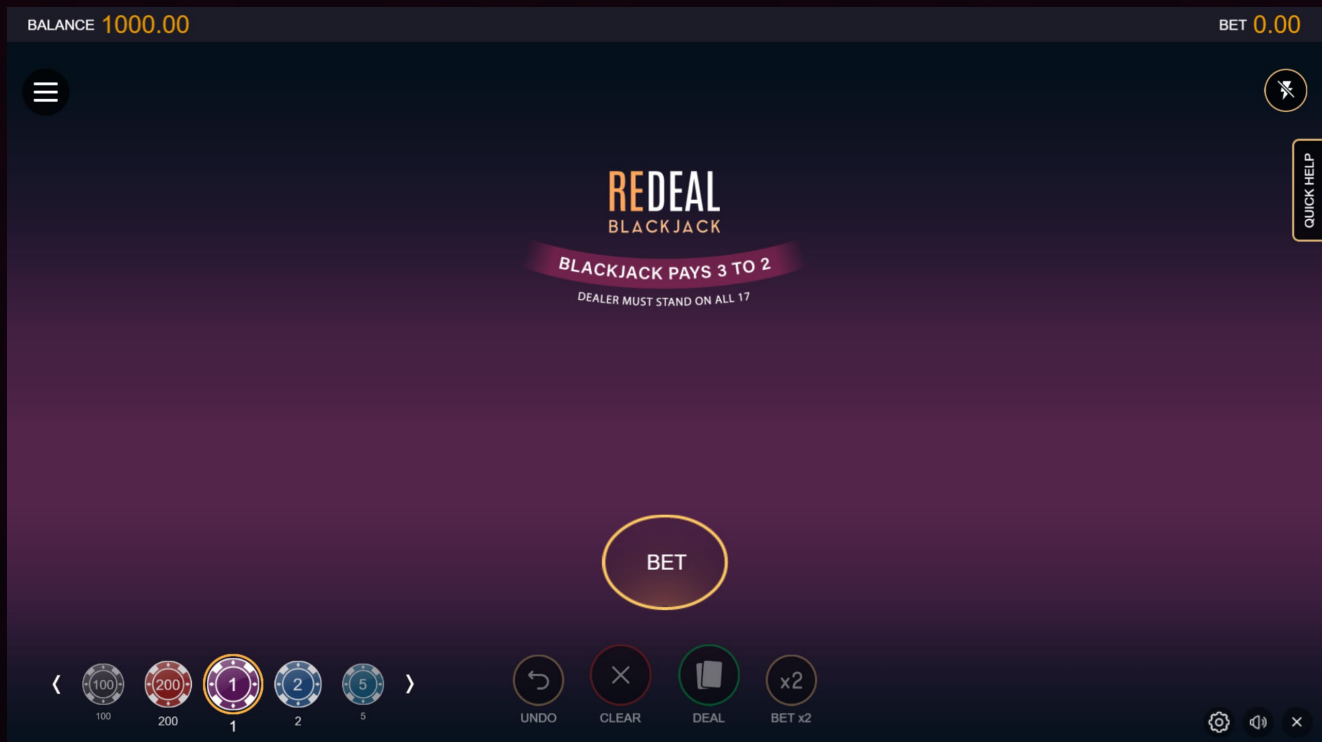 BALANCE 1000.00
BET 0.00
QUICK HELP
REDEAL
BLACKJACK
BLACKJACK PAYS 3 TO 2
DEALER MUST STAND ON ALL 17
BET
100 200 1 2 5
100 200 1 2 5
x2
UNDO CLEAR DEAL BET x2